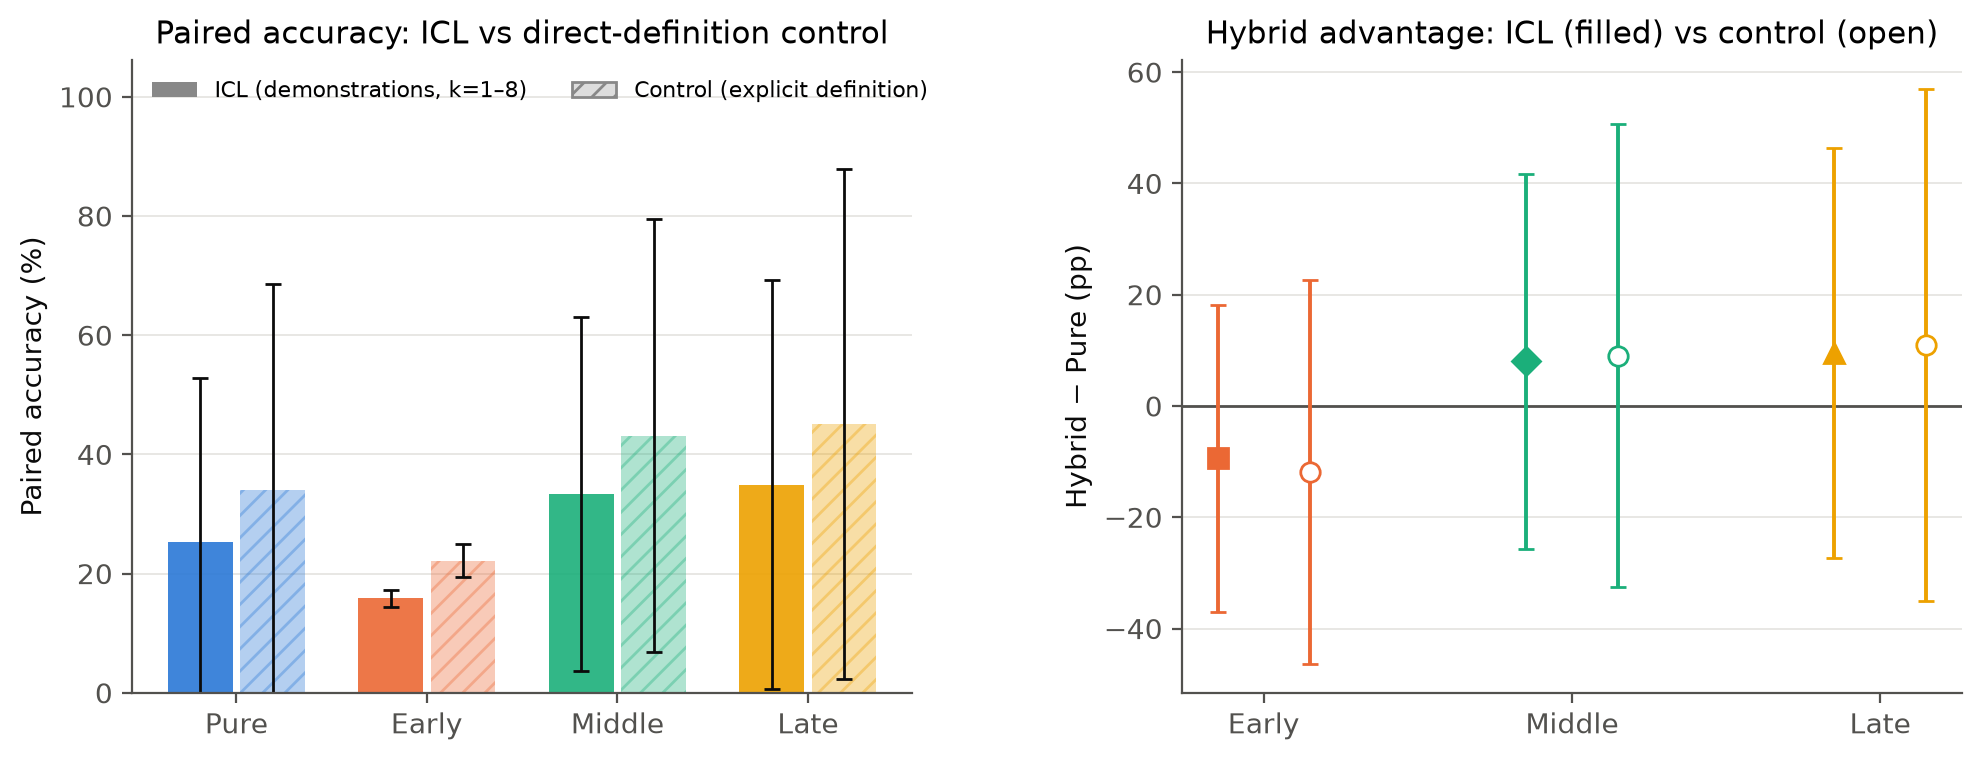 Paired accuracy: ICL vs direct-definition control
ICL (demonstrations, k=1–8)
Control (explicit definition)
Paired accuracy (%)
100
80
60
40
20
0
Pure
Early
Middle
Late
Hybrid advantage: ICL (filled) vs control (open)
Hybrid − Pure (pp)
60
40
20
0
−20
−40
Early
Middle
Late